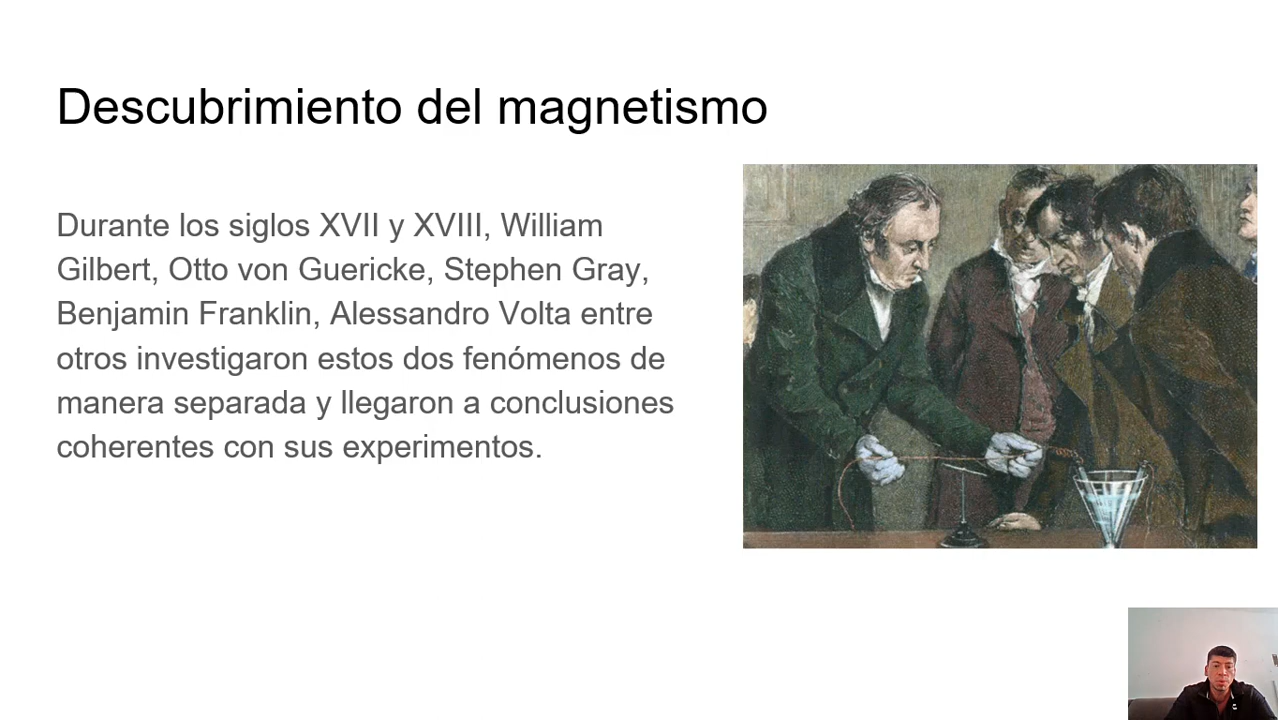 Descubrimiento del magnetismo
Durante los siglos XVII y XVIII, William
Gilbert, Otto von Guericke, Stephen Gray,
Benjamin Franklin, Alessandro Volta entre
otros investigaron estos dos fenómenos de
manera separada y llegaron a conclusiones
coherentes con sus experimentos.